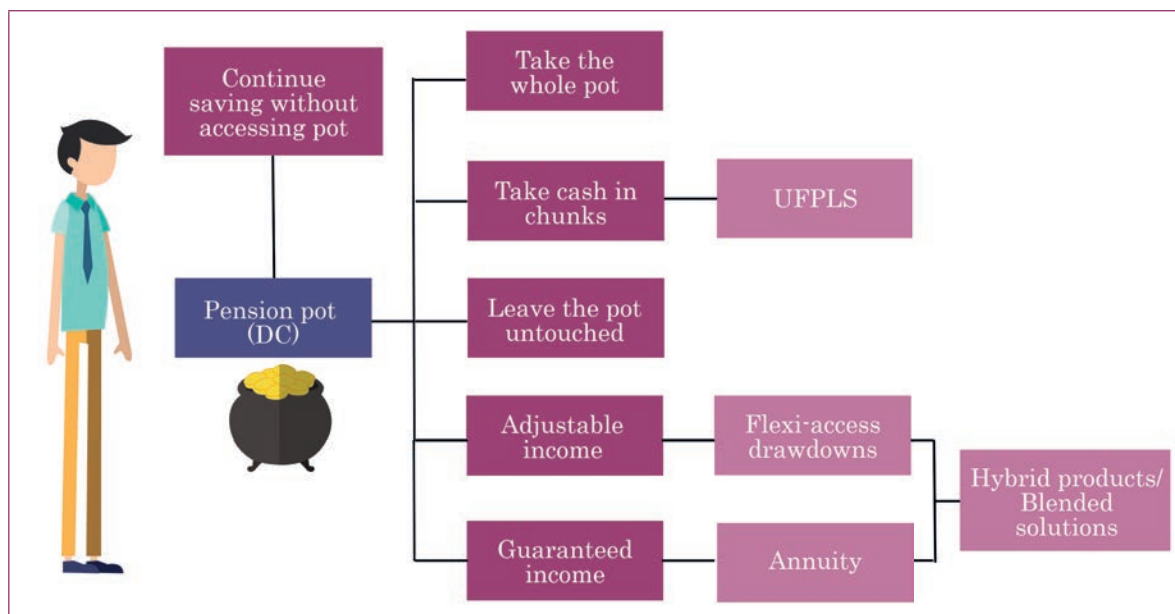 Continue
saving without
accessing pot
Take the
whole pot
Take cash in
chunks
UFPLS
Pension pot
(DC)
Leave the pot
untouched
Adjustable
income
Flexi-access
drawdowns
Hybrid products/
Blended
solutions
Guaranteed
income
Annuity